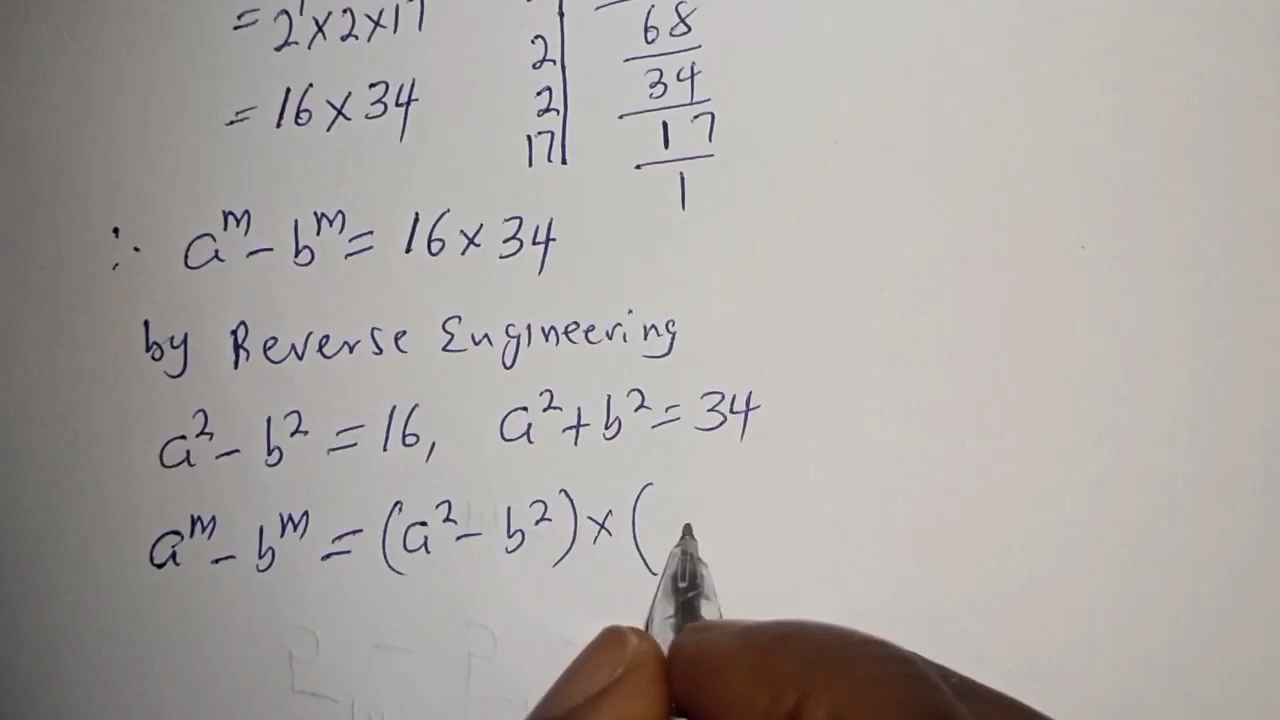 = 2¹×2×17
= 16×34
2 | 68
2 | 34
17 | 17
1
∴ aᵐ - bᵐ = 16×34
by Reverse Engineering
a² - b² = 16, a² + b² = 34
aᵐ - bᵐ = (a² - b²) × (